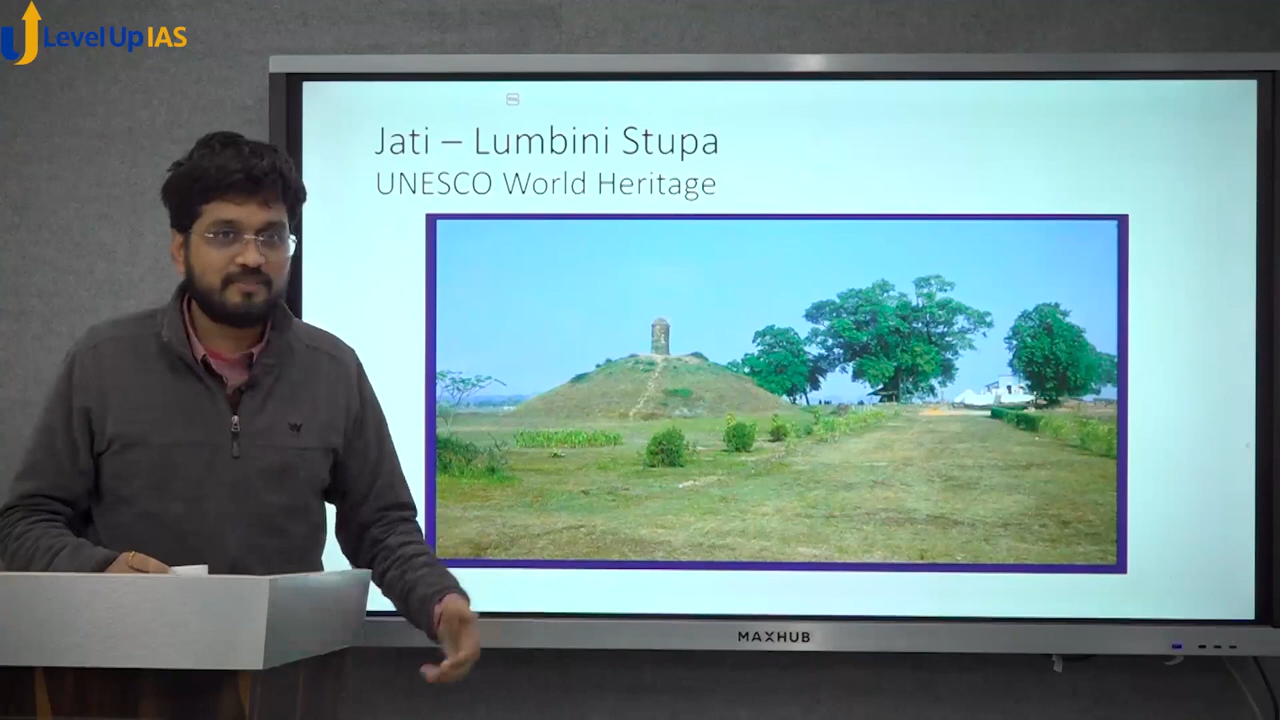 Level Up IAS
Jati – Lumbini Stupa
UNESCO World Heritage
MAXHUB